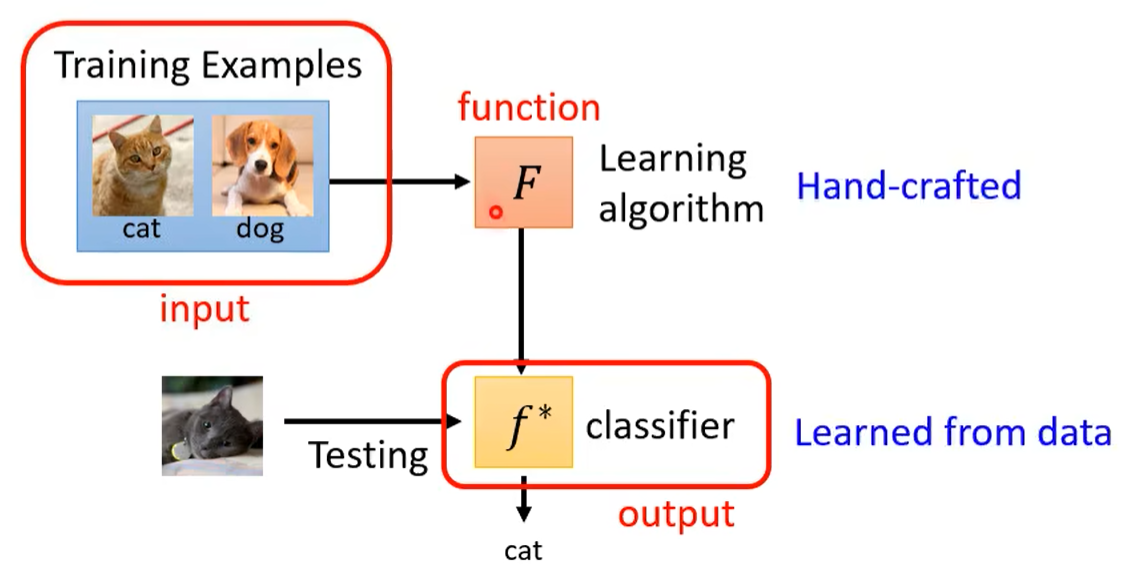 Training Examples
cat
dog
input
function
F
Learning
algorithm
Hand-crafted
Testing
f*
classifier
Learned from data
output
cat